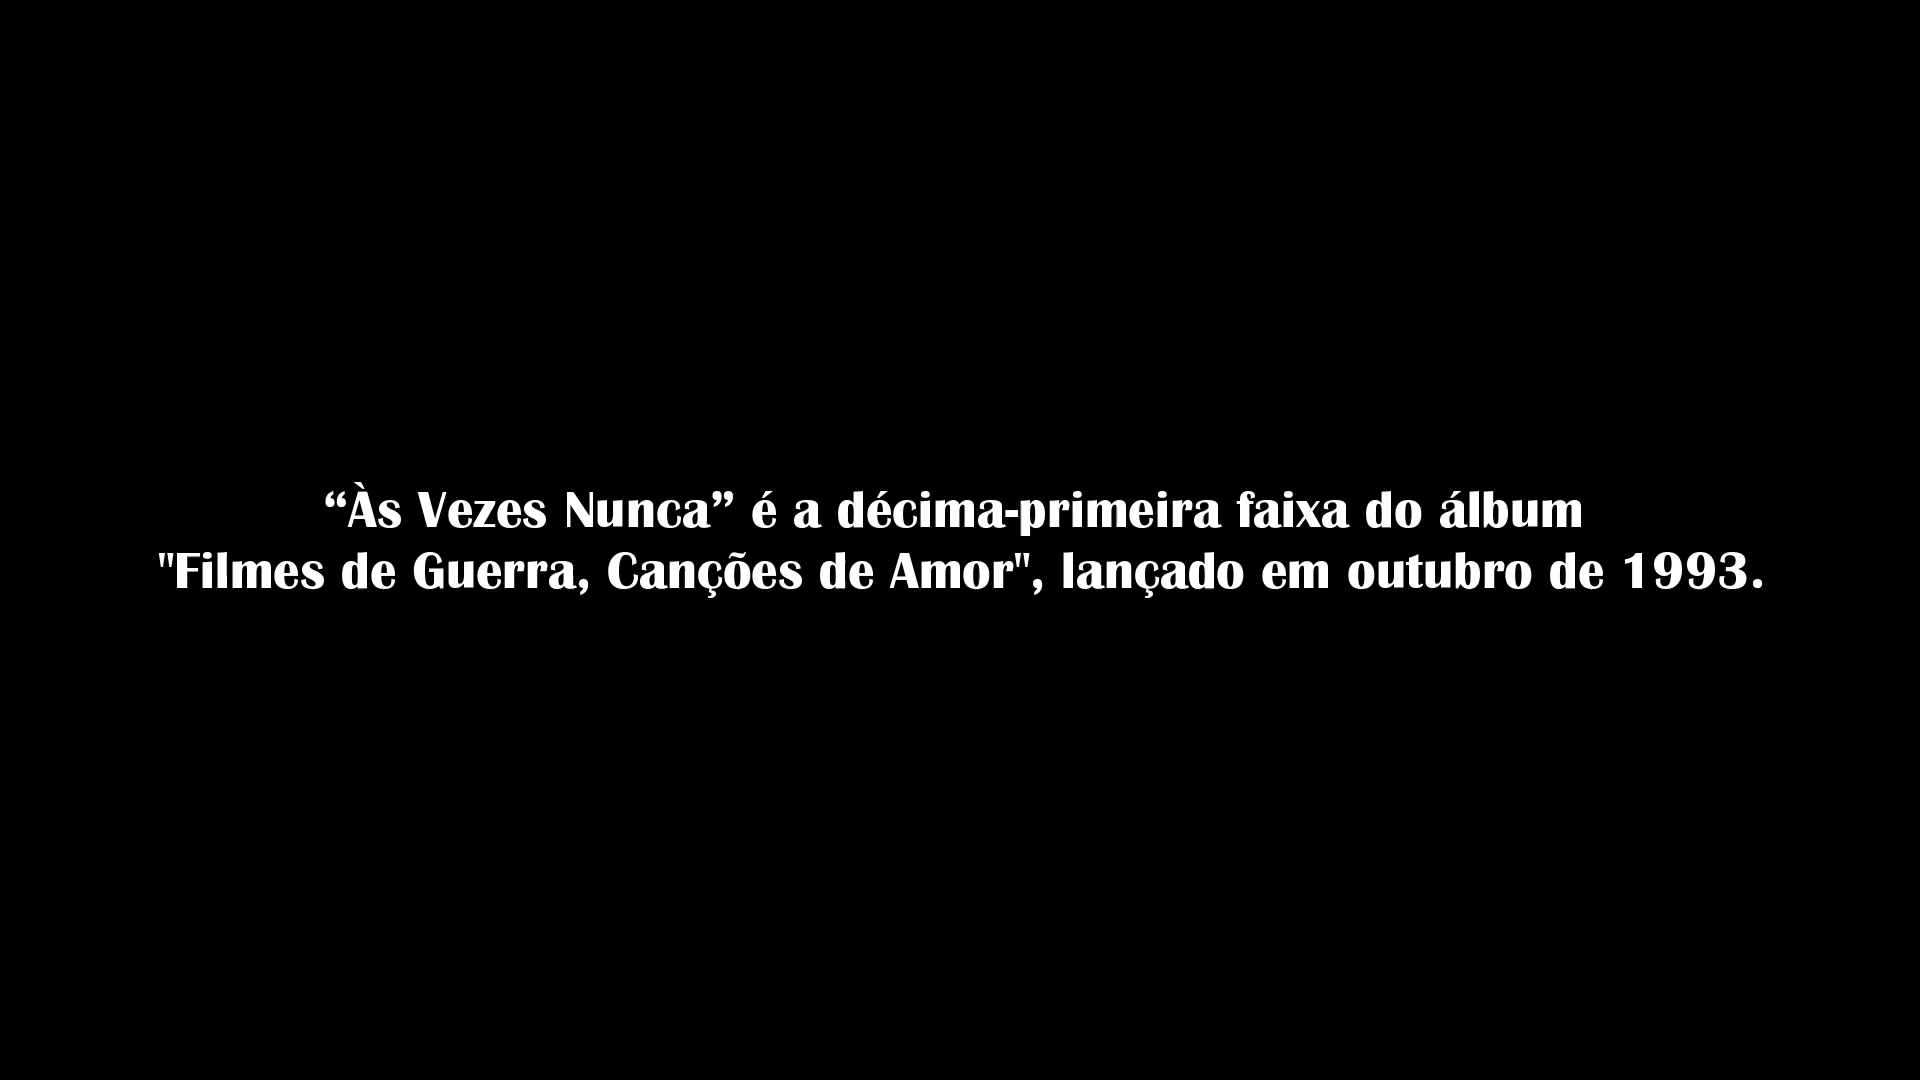 “Às Vezes Nunca” é a décima-primeira faixa do álbum
"Filmes de Guerra, Canções de Amor", lançado em outubro de 1993.